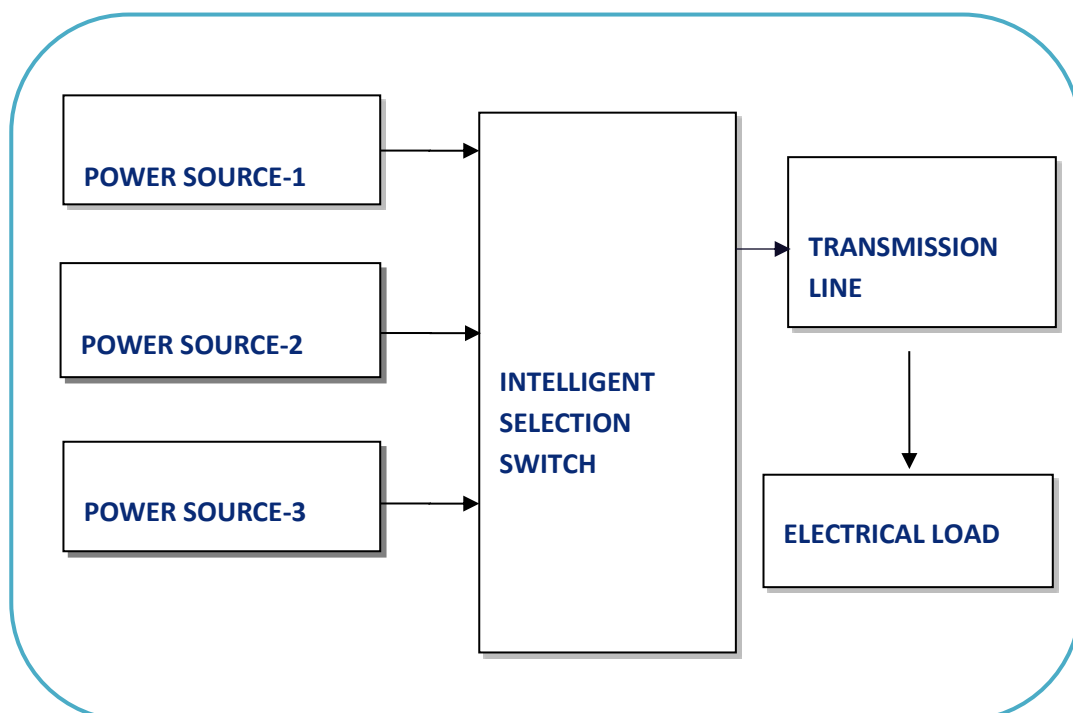 POWER SOURCE-1
POWER SOURCE-2
POWER SOURCE-3
INTELLIGENT
SELECTION
SWITCH
TRANSMISSION
LINE
ELECTRICAL LOAD